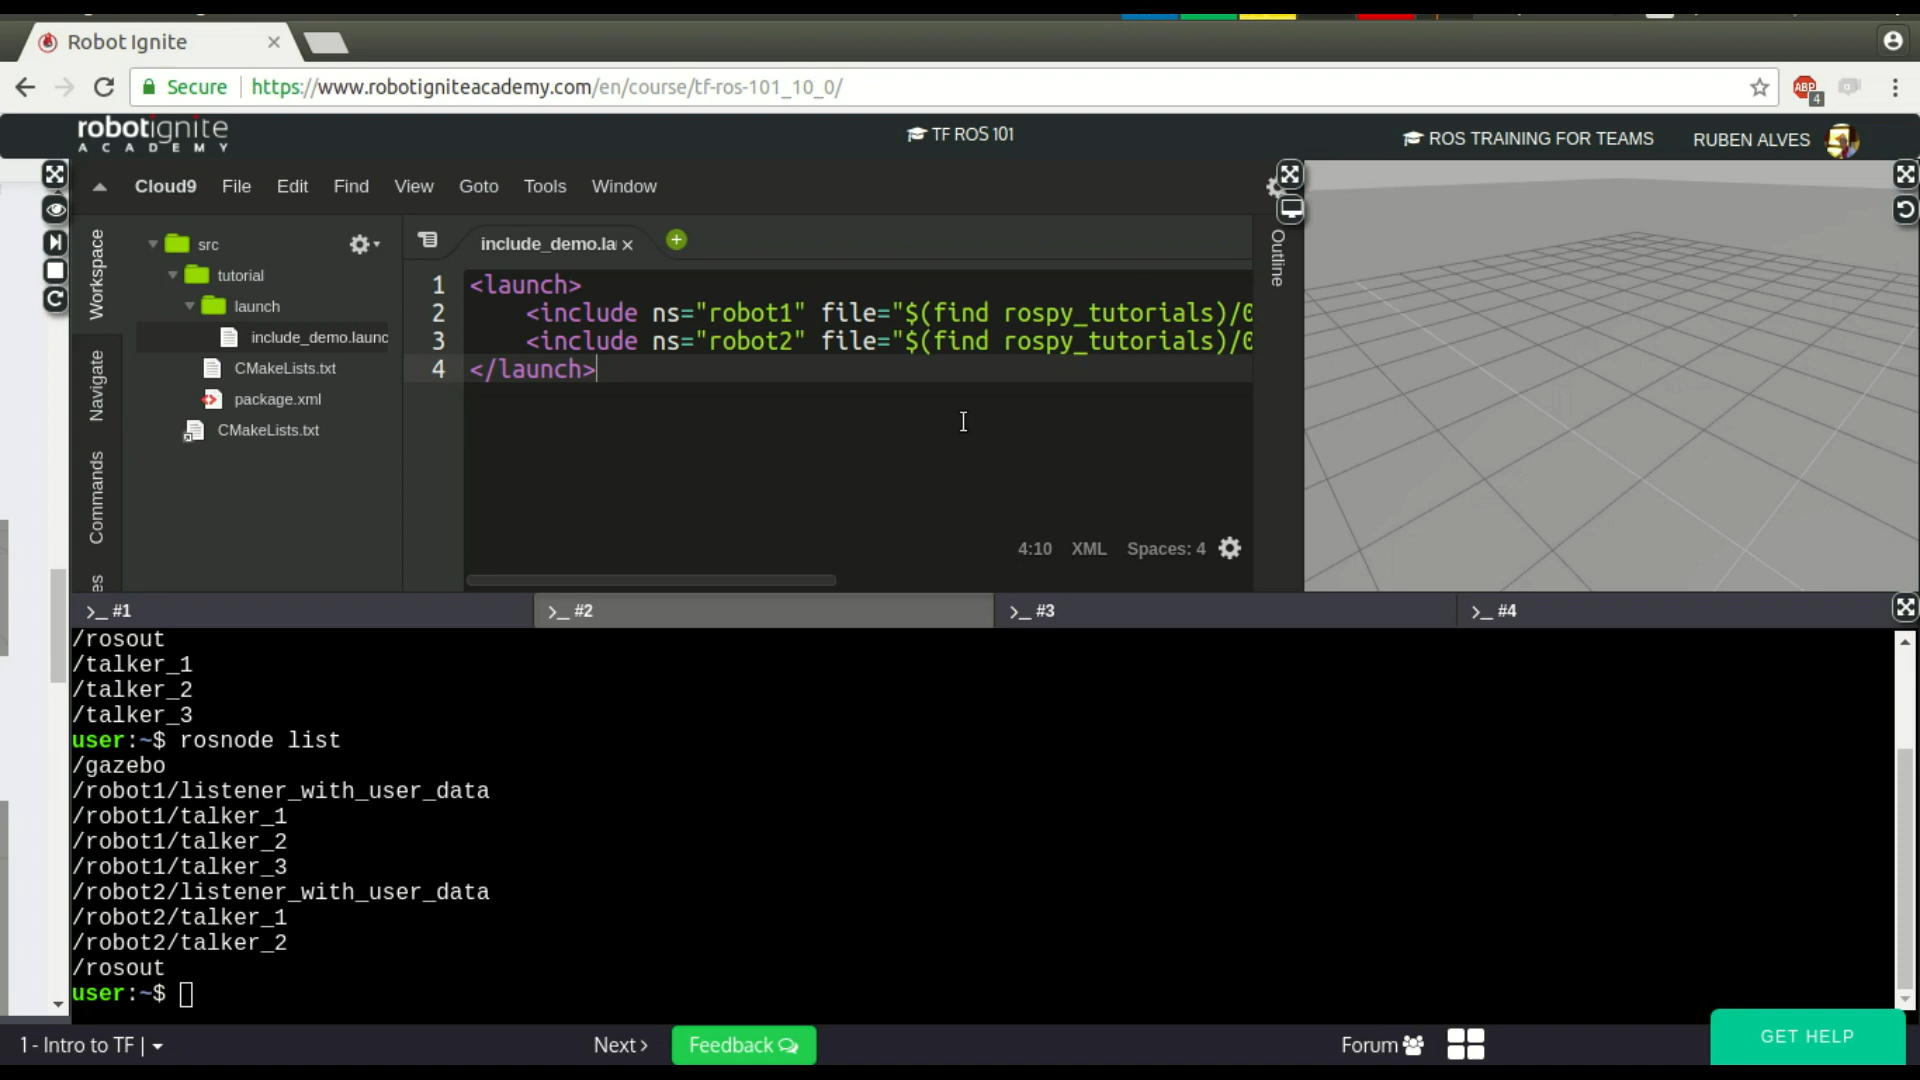 Robot Ignite
Secure
https://www.robotigniteacademy.com/en/course/tf-ros-101_10_0/
ABP
4
robotignite
ACADEMY
TF ROS 101
ROS TRAINING FOR TEAMS
RUBEN ALVES
Cloud9 File Edit Find View Goto Tools Window
Workspace
Navigate
Commands
es
src
tutorial
launch
include_demo.launc
CMakeLists.txt
package.xml
CMakeLists.txt
include_demo.la
Outline
1 <launch>
2 <include ns="robot1" file="$(find rospy_tutorials)/0
3 <include ns="robot2" file="$(find rospy_tutorials)/0
4 </launch>
4:10 XML Spaces: 4
>_ #1
>_ #2
>_ #3
>_ #4
/rosout
/talker_1
/talker_2
/talker_3
user:~$ rosnode list
/gazebo
/robot1/listener_with_user_data
/robot1/talker_1
/robot1/talker_2
/robot1/talker_3
/robot2/listener_with_user_data
/robot2/talker_1
/robot2/talker_2
/rosout
user:~$
1 - Intro to TF |
Next >
Feedback
Forum
GET HELP